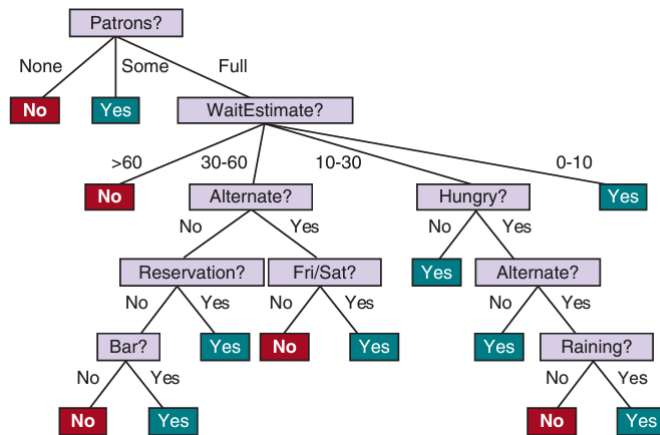 Patrons?
None Some Full
No Yes WaitEstimate?
>60 30-60 10-30 0-10
No Alternate? Hungry? Yes
No Yes No Yes
Reservation? Fri/Sat? Yes Alternate?
No Yes No Yes No Yes
Bar? Yes No Yes Yes Raining?
No Yes No Yes
No Yes No Yes